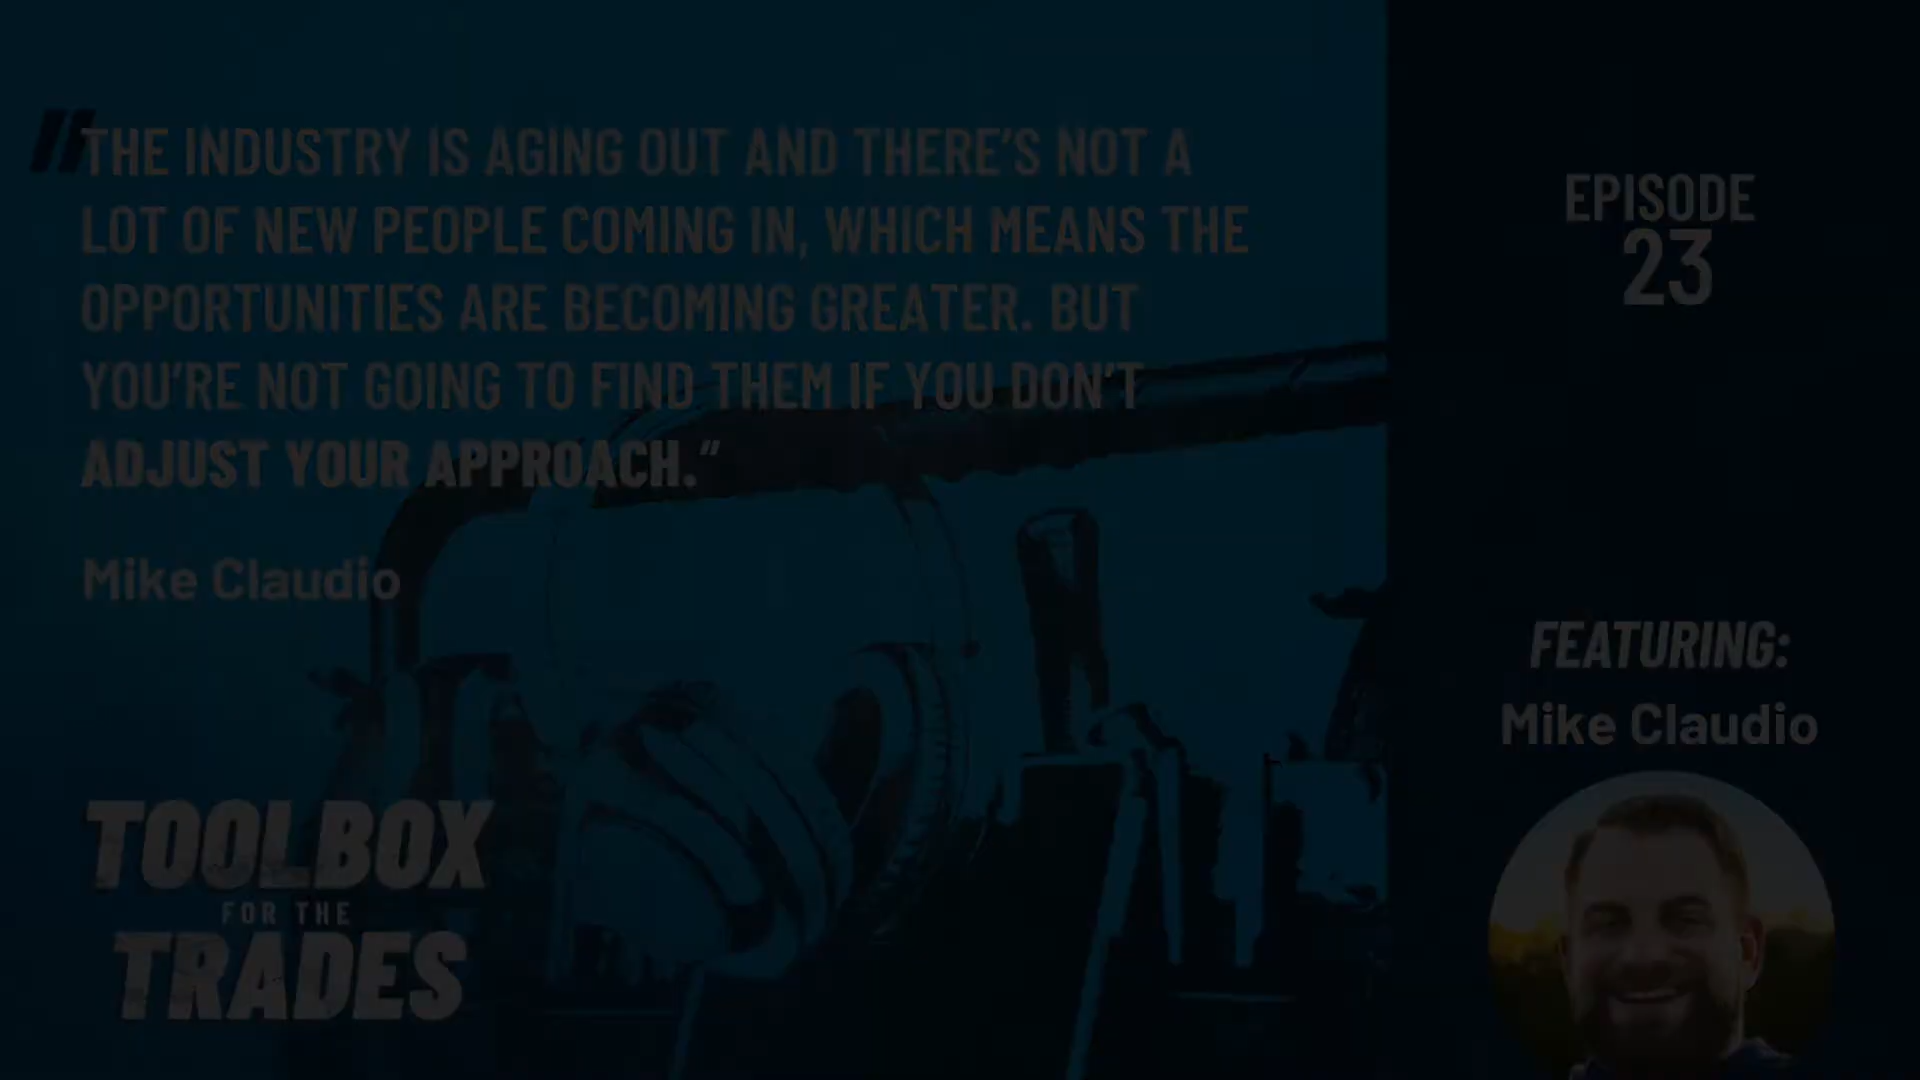 "THE INDUSTRY IS AGING OUT AND THERE'S NOT A
LOT OF NEW PEOPLE COMING IN, WHICH MEANS THE
OPPORTUNITIES ARE BECOMING GREATER. BUT
YOU'RE NOT GOING TO FIND THEM IF YOU DON'T
ADJUST YOUR APPROACH."
Mike Claudio
TOOLBOX
FOR THE
TRADES
EPISODE
23
FEATURING:
Mike Claudio